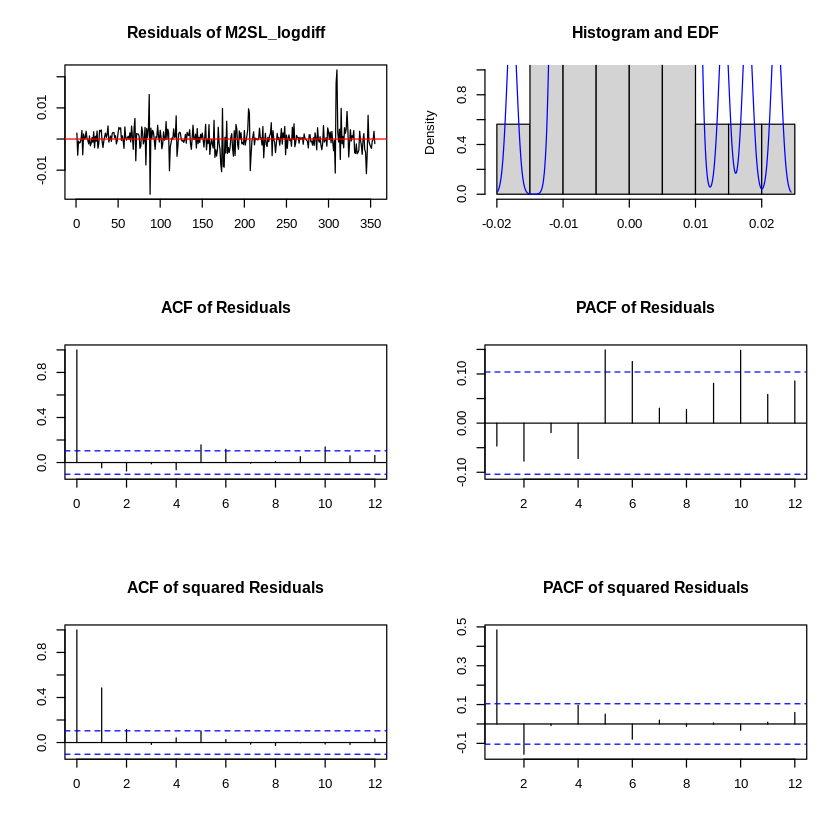 Residuals of M2SL_logdiff
0.01
-0.01
0 50 100 150 200 250 300 350
Histogram and EDF
Density
0.8
0.4
0.0
-0.02 -0.01 0.00 0.01 0.02
ACF of Residuals
0.8
0.4
0.0
0 2 4 6 8 10 12
PACF of Residuals
0.10
0.00
-0.10
2 4 6 8 10 12
ACF of squared Residuals
0.8
0.4
0.0
0 2 4 6 8 10 12
PACF of squared Residuals
0.5
0.3
0.1
-0.1
2 4 6 8 10 12